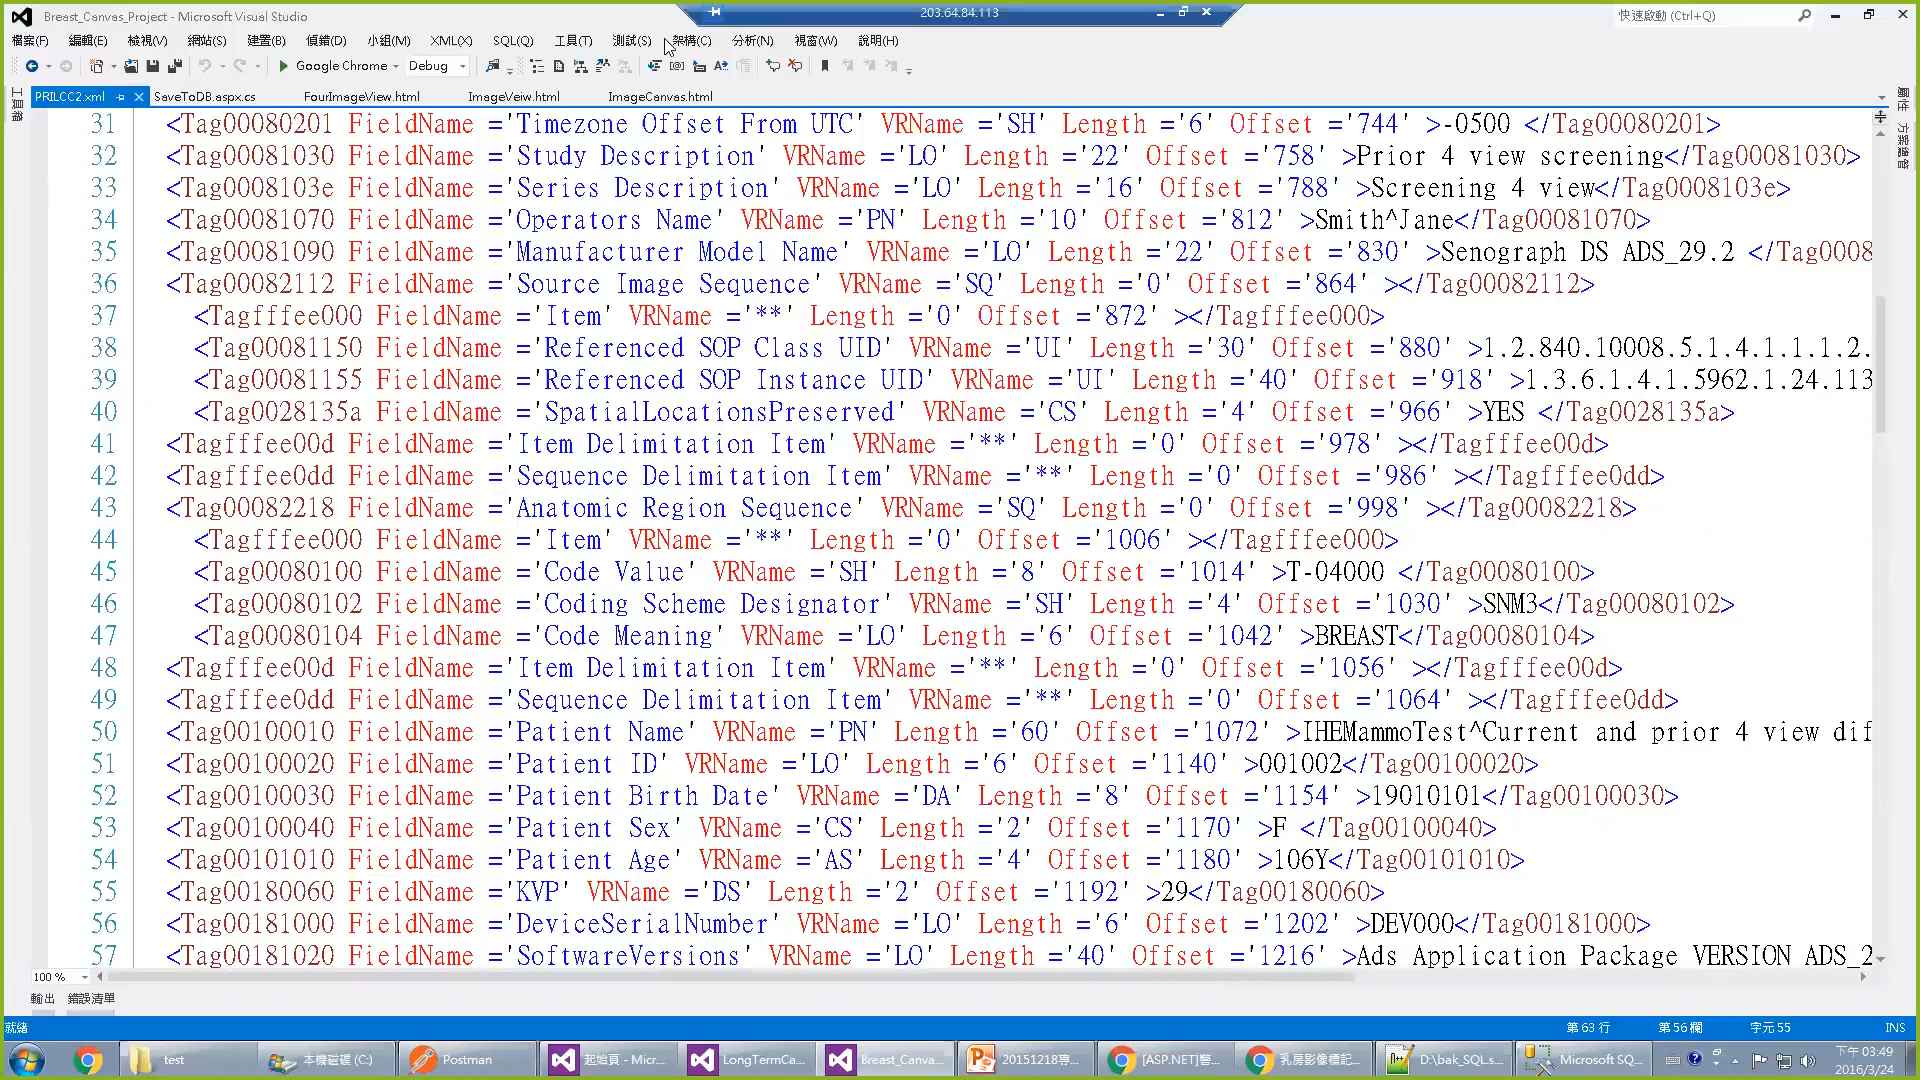 Breast_Canvas_Project - Microsoft Visual Studio
203.64.84.113
快速啟動 (Ctrl+Q)
檔案(F) 編輯(E) 檢視(V) 網站(S) 建置(B) 偵錯(D) 小組(M) XML(X) SQL(Q) 工具(T) 測試(S) 架構(C) 分析(N) 視窗(W) 說明(H)
Google Chrome Debug
PRILCC2.xml SaveToDB.aspx.cs FourImageView.html ImageVeiw.html ImageCanvas.html
工具箱
屬性
方案總管
31 <Tag00080201 FieldName ='Timezone Offset From UTC' VRName ='SH' Length ='6' Offset ='744' >-0500 </Tag00080201>
32 <Tag00081030 FieldName ='Study Description' VRName ='LO' Length ='22' Offset ='758' >Prior 4 view screening</Tag00081030>
33 <Tag0008103e FieldName ='Series Description' VRName ='LO' Length ='16' Offset ='788' >Screening 4 view</Tag0008103e>
34 <Tag00081070 FieldName ='Operators Name' VRName ='PN' Length ='10' Offset ='812' >Smith^Jane</Tag00081070>
35 <Tag00081090 FieldName ='Manufacturer Model Name' VRName ='LO' Length ='22' Offset ='830' >Senograph DS ADS_29.2 </Tag0008
36 <Tag00082112 FieldName ='Source Image Sequence' VRName ='SQ' Length ='0' Offset ='864' ></Tag00082112>
37 <Tagfffee000 FieldName ='Item' VRName ='**' Length ='0' Offset ='872' ></Tagfffee000>
38 <Tag00081150 FieldName ='Referenced SOP Class UID' VRName ='UI' Length ='30' Offset ='880' >1.2.840.10008.5.1.4.1.1.1.2.
39 <Tag00081155 FieldName ='Referenced SOP Instance UID' VRName ='UI' Length ='40' Offset ='918' >1.3.6.1.4.1.5962.1.24.113
40 <Tag0028135a FieldName ='SpatialLocationsPreserved' VRName ='CS' Length ='4' Offset ='966' >YES </Tag0028135a>
41 <Tagfffee00d FieldName ='Item Delimitation Item' VRName ='**' Length ='0' Offset ='978' ></Tagfffee00d>
42 <Tagfffee0dd FieldName ='Sequence Delimitation Item' VRName ='**' Length ='0' Offset ='986' ></Tagfffee0dd>
43 <Tag00082218 FieldName ='Anatomic Region Sequence' VRName ='SQ' Length ='0' Offset ='998' ></Tag00082218>
44 <Tagfffee000 FieldName ='Item' VRName ='**' Length ='0' Offset ='1006' ></Tagfffee000>
45 <Tag00080100 FieldName ='Code Value' VRName ='SH' Length ='8' Offset ='1014' >T-04000 </Tag00080100>
46 <Tag00080102 FieldName ='Coding Scheme Designator' VRName ='SH' Length ='4' Offset ='1030' >SNM3</Tag00080102>
47 <Tag00080104 FieldName ='Code Meaning' VRName ='LO' Length ='6' Offset ='1042' >BREAST</Tag00080104>
48 <Tagfffee00d FieldName ='Item Delimitation Item' VRName ='**' Length ='0' Offset ='1056' ></Tagfffee00d>
49 <Tagfffee0dd FieldName ='Sequence Delimitation Item' VRName ='**' Length ='0' Offset ='1064' ></Tagfffee0dd>
50 <Tag00100010 FieldName ='Patient Name' VRName ='PN' Length ='60' Offset ='1072' >IHEMammoTest^Current and prior 4 view dif
51 <Tag00100020 FieldName ='Patient ID' VRName ='LO' Length ='6' Offset ='1140' >001002</Tag00100020>
52 <Tag00100030 FieldName ='Patient Birth Date' VRName ='DA' Length ='8' Offset ='1154' >19010101</Tag00100030>
53 <Tag00100040 FieldName ='Patient Sex' VRName ='CS' Length ='2' Offset ='1170' >F </Tag00100040>
54 <Tag00101010 FieldName ='Patient Age' VRName ='AS' Length ='4' Offset ='1180' >106Y</Tag00101010>
55 <Tag00180060 FieldName ='KVP' VRName ='DS' Length ='2' Offset ='1192' >29</Tag00180060>
56 <Tag00181000 FieldName ='DeviceSerialNumber' VRName ='LO' Length ='6' Offset ='1202' >DEV000</Tag00181000>
57 <Tag00181020 FieldName ='SoftwareVersions' VRName ='LO' Length ='40' Offset ='1216' >Ads Application Package VERSION ADS_2
100 %
輸出 錯誤清單
就緒 第 63 行 第 56 欄 字元 55 INS
test 本機磁碟 (C:) Postman 起始頁 - Micr... LongTermCa... Breast_Canva... 20151218專... [ASP.NET]警... 乳房影像標記... D:\bak_SQLs... Microsoft SQ... 下午 03:49
2016/3/24